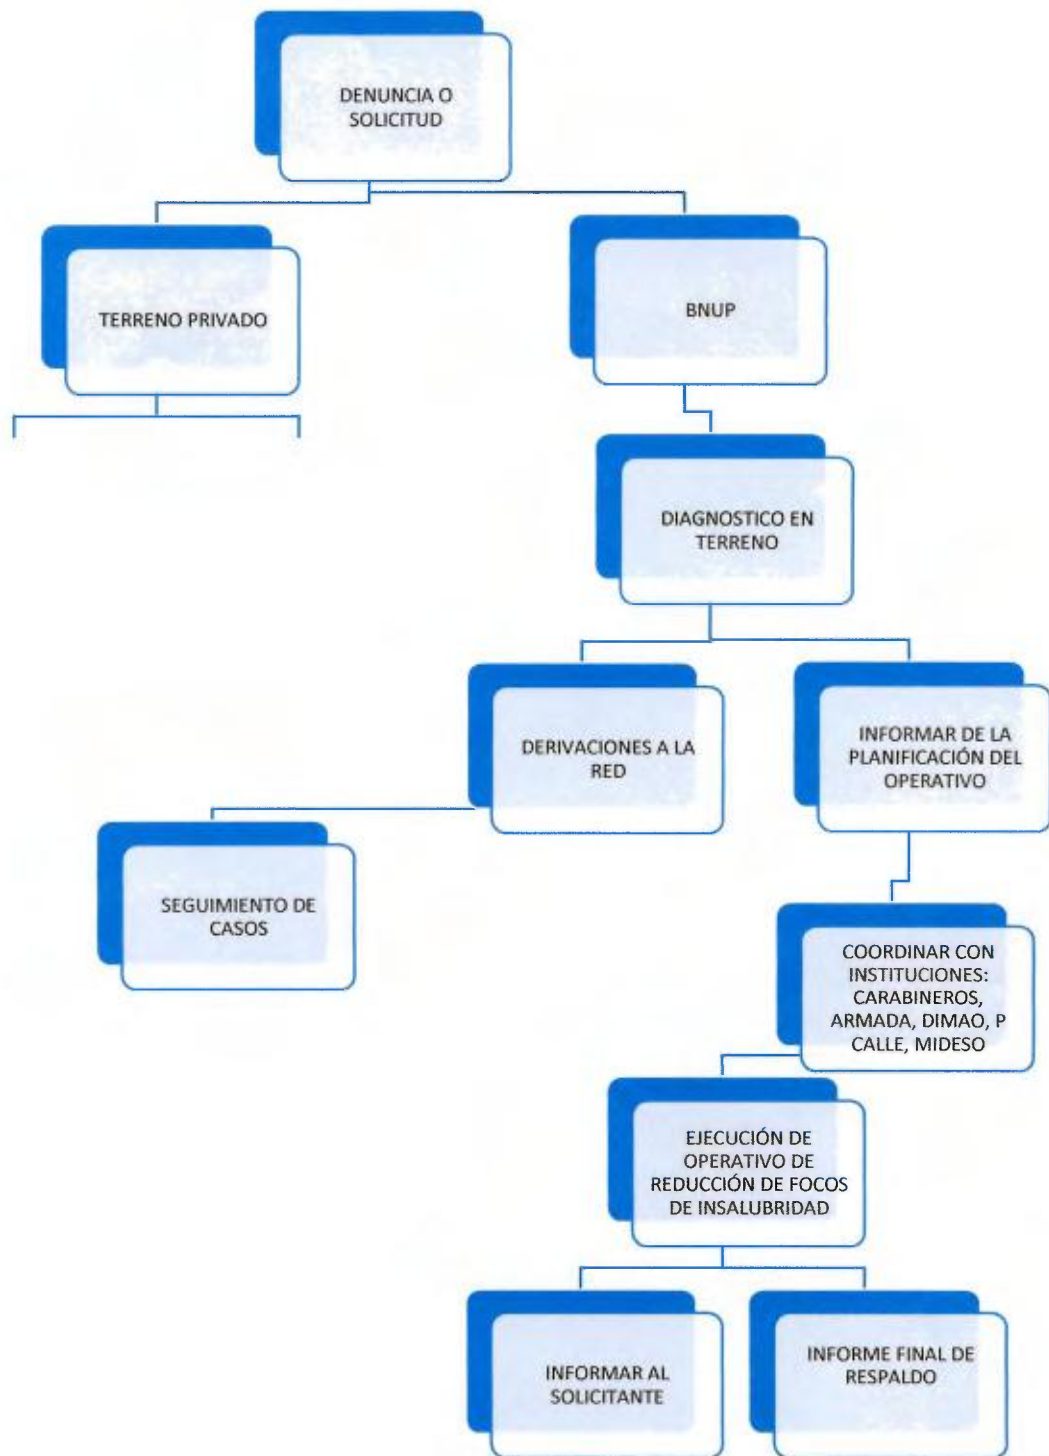 DENUNCIA O
SOLICITUD
TERRENO PRIVADO
BNUP
DIAGNOSTICO EN
TERRENO
DERIVACIONES A LA
RED
INFORMAR DE LA
PLANIFICACIÓN DEL
OPERATIVO
SEGUIMIENTO DE
CASOS
COORDINAR CON
INSTITUCIONES:
CARABINEROS,
ARMADA, DIMAO, P
CALLE, MIDESO
EJECUCIÓN DE
OPERATIVO DE
REDUCCIÓN DE FOCOS
DE INSALUBRIDAD
INFORMAR AL
SOLICITANTE
INFORME FINAL DE
RESPALDO